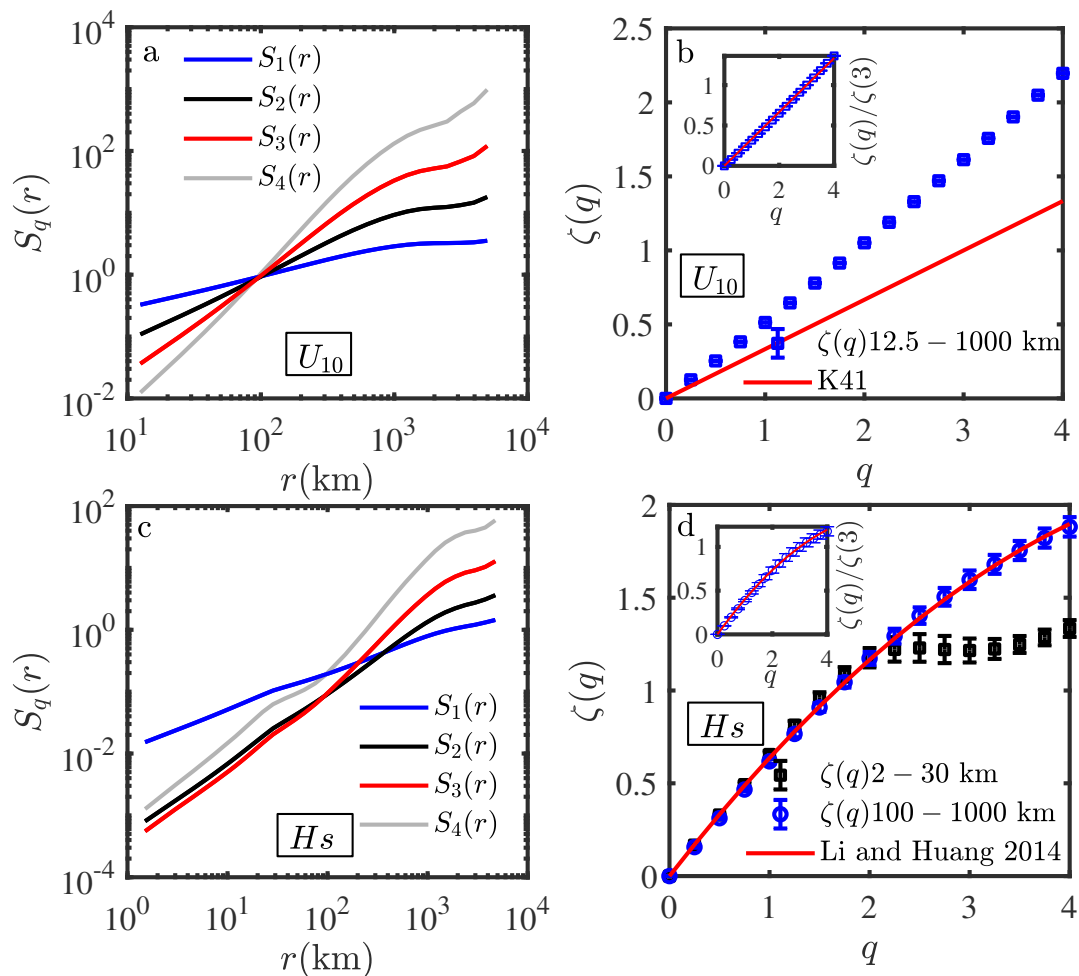 a
S_1(r)
S_2(r)
S_3(r)
S_4(r)
U_10
10^4
10^2
10^0
10^-2
S_q(r)
10^1 10^2 10^3 10^4
r(km)
b
2.5
2
1.5
1
0.5
0
ζ(q)
1
0.5
0
0 2 4
q
ζ(q)/ζ(3)
U_10
ζ(q)12.5 − 1000 km
K41
0 1 2 3 4
q
c
10^2
10^0
10^-2
10^-4
S_q(r)
S_1(r)
S_2(r)
S_3(r)
S_4(r)
Hs
10^0 10^1 10^2 10^3 10^4
r(km)
d
2
1.5
1
0.5
0
ζ(q)
1
0.5
0
0 2 4
q
ζ(q)/ζ(3)
Hs
ζ(q)2 − 30 km
ζ(q)100 − 1000 km
Li and Huang 2014
0 1 2 3 4
q